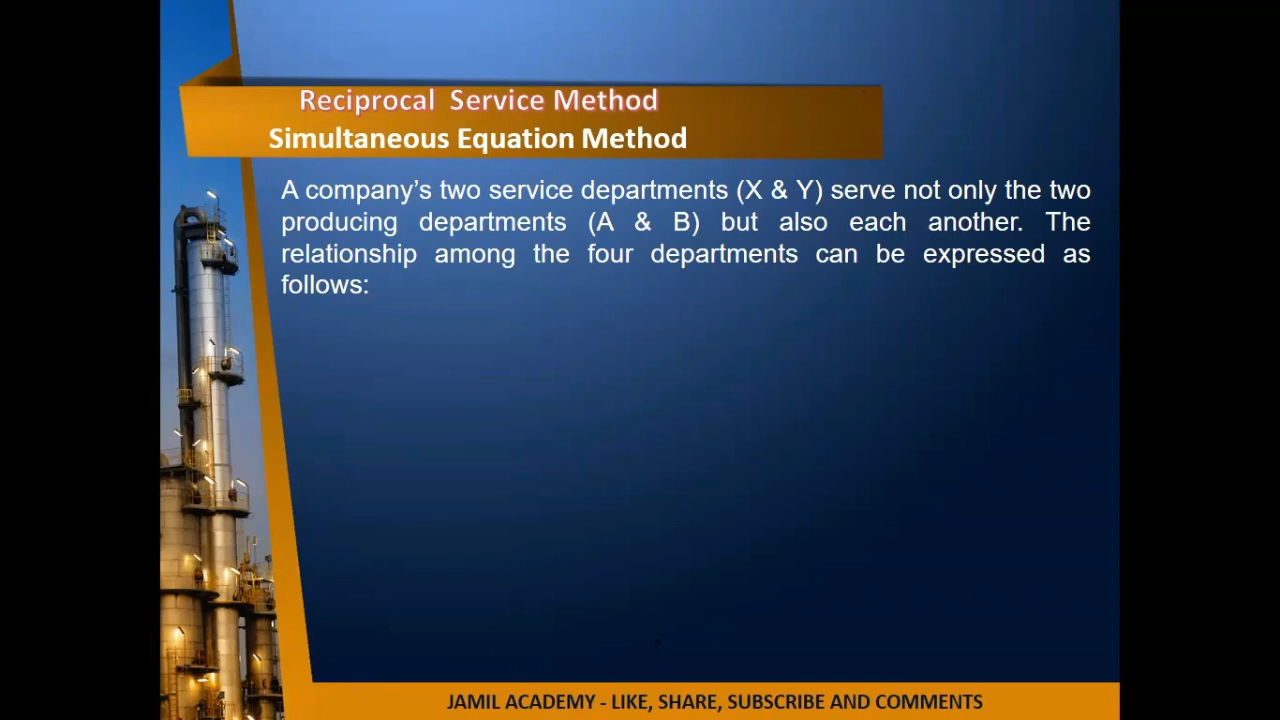 Reciprocal Service Method
Simultaneous Equation Method
A company’s two service departments (X & Y) serve not only the two
producing departments (A & B) but also each another. The
relationship among the four departments can be expressed as
follows:
JAMIL ACADEMY - LIKE, SHARE, SUBSCRIBE AND COMMENTS